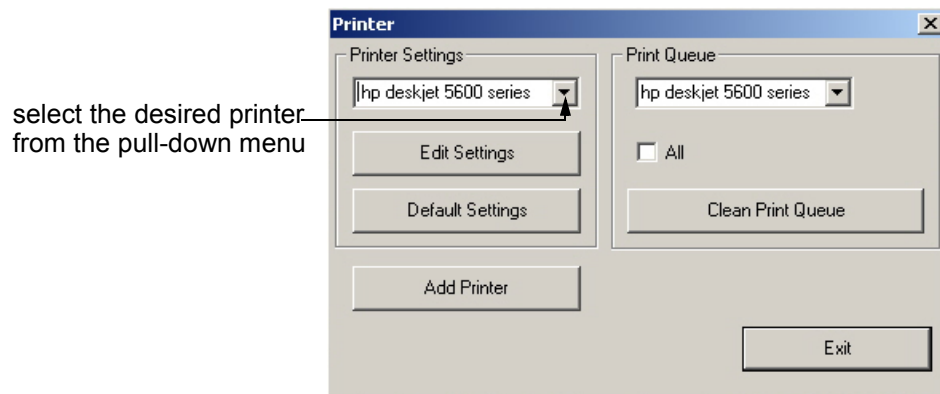 Printer
Printer Settings
Print Queue
hp deskjet 5600 series
hp deskjet 5600 series
select the desired printer
from the pull-down menu
Edit Settings
All
Default Settings
Clean Print Queue
Add Printer
Exit